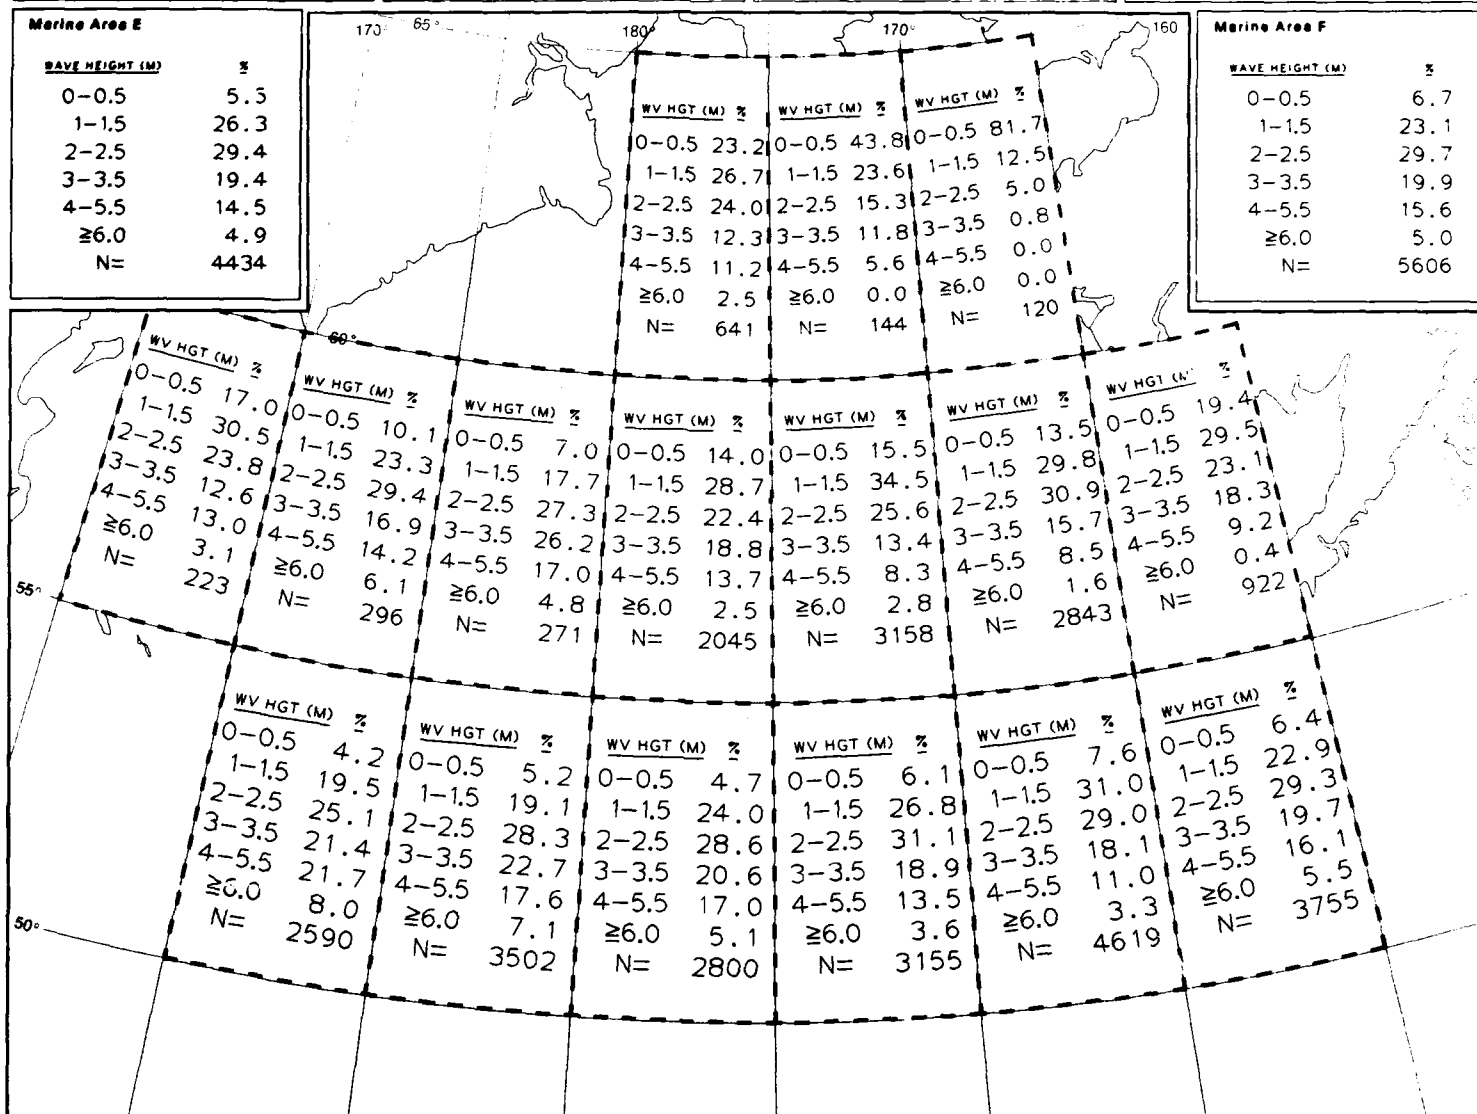 Marine Area E
WAVE HEIGHT (M) %
0-0.5 5.3
1-1.5 26.3
2-2.5 29.4
3-3.5 19.4
4-5.5 14.5
≥6.0 4.9
N= 4434
170° 65° 180° 170° 160
Marine Area F
WAVE HEIGHT (M) %
0-0.5 6.7
1-1.5 23.1
2-2.5 29.7
3-3.5 19.9
4-5.5 15.6
≥6.0 5.0
N= 5606
WV HGT (M) %
0-0.5 23.2
1-1.5 26.7
2-2.5 24.0
3-3.5 12.3
4-5.5 11.2
≥6.0 2.5
N= 641
WV HGT (M) %
0-0.5 43.8
1-1.5 23.6
2-2.5 15.3
3-3.5 11.8
4-5.5 5.6
≥6.0 0.0
N= 144
WV HGT (M) %
0-0.5 81.7
1-1.5 12.5
2-2.5 5.0
3-3.5 0.8
4-5.5 0.0
≥6.0 0.0
N= 120
60°
WV HGT (M) %
0-0.5 17.0
1-1.5 30.5
2-2.5 23.8
3-3.5 12.6
4-5.5 13.0
≥6.0 3.1
N= 223
WV HGT (M) %
0-0.5 10.1
1-1.5 23.3
2-2.5 29.4
3-3.5 16.9
4-5.5 14.2
≥6.0 6.1
N= 296
WV HGT (M) %
0-0.5 7.0
1-1.5 17.7
2-2.5 27.3
3-3.5 26.2
4-5.5 17.0
≥6.0 4.8
N= 271
WV HGT (M) %
0-0.5 14.0
1-1.5 28.7
2-2.5 22.4
3-3.5 18.8
4-5.5 13.7
≥6.0 2.5
N= 2045
WV HGT (M) %
0-0.5 15.5
1-1.5 34.5
2-2.5 25.6
3-3.5 13.4
4-5.5 8.3
≥6.0 2.8
N= 3158
WV HGT (M) %
0-0.5 13.5
1-1.5 29.8
2-2.5 30.9
3-3.5 15.7
4-5.5 8.5
≥6.0 1.6
N= 2843
WV HGT (M %
0-0.5 19.4
1-1.5 29.5
2-2.5 23.1
3-3.5 18.3
4-5.5 9.2
≥6.0 0.4
N= 922
55°
WV HGT (M) %
0-0.5 4.2
1-1.5 19.5
2-2.5 25.1
3-3.5 21.4
4-5.5 21.7
≥6.0 8.0
N= 2590
WV HGT (M) %
0-0.5 5.2
1-1.5 19.1
2-2.5 28.3
3-3.5 22.7
4-5.5 17.6
≥6.0 7.1
N= 3502
WV HGT (M) %
0-0.5 4.7
1-1.5 24.0
2-2.5 28.6
3-3.5 20.6
4-5.5 17.0
≥6.0 5.1
N= 2800
WV HGT (M) %
0-0.5 6.1
1-1.5 26.8
2-2.5 31.1
3-3.5 18.9
4-5.5 13.5
≥6.0 3.6
N= 3155
WV HGT (M) %
0-0.5 7.6
1-1.5 31.0
2-2.5 29.0
3-3.5 18.1
4-5.5 11.0
≥6.0 3.3
N= 4619
WV HGT (M) %
0-0.5 6.4
1-1.5 22.9
2-2.5 29.3
3-3.5 19.7
4-5.5 16.1
≥6.0 5.5
N= 3755
50°